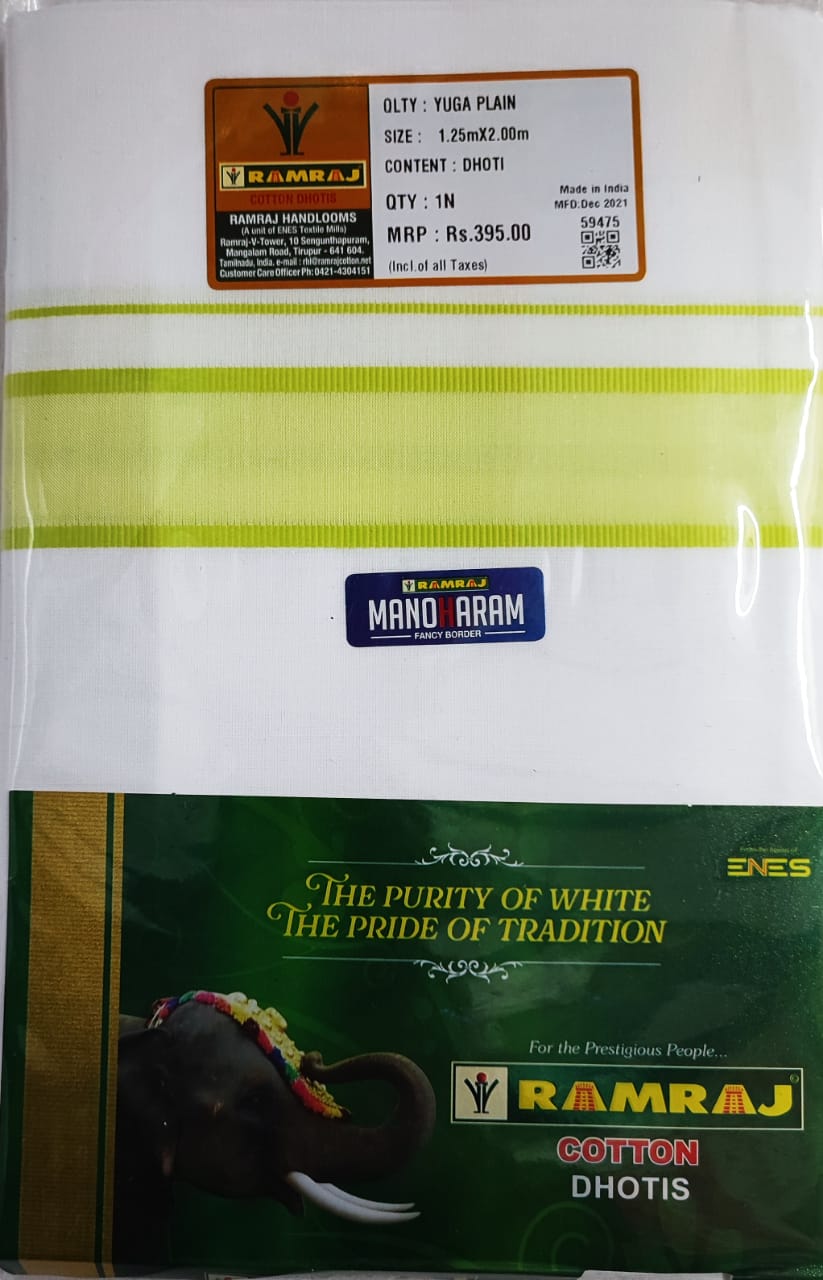 RAMRAJ
COTTON DHOTIS
RAMRAJ HANDLOOMS
(A unit of ENES Textile Mills)
Ramraj-V-Tower, 10 Sengunthapuram,
Mangalam Road, Tirupur - 641 604.
Tamilnadu, India. e-mail : rhl@ramrajcotton.net
Customer Care Officer Ph: 0421-4304151
QLTY : YUGA PLAIN
SIZE : 1.25mX2.00m
CONTENT : DHOTI
QTY : 1N
MRP : Rs.395.00
(Incl.of all Taxes)
Made in India
MFD:Dec 2021
59475
RAMRAJ
MANOHARAM
FANCY BORDER
ENES
THE PURITY OF WHITE
THE PRIDE OF TRADITION
For the Prestigious People...
RAMRAJ
COTTON
DHOTIS